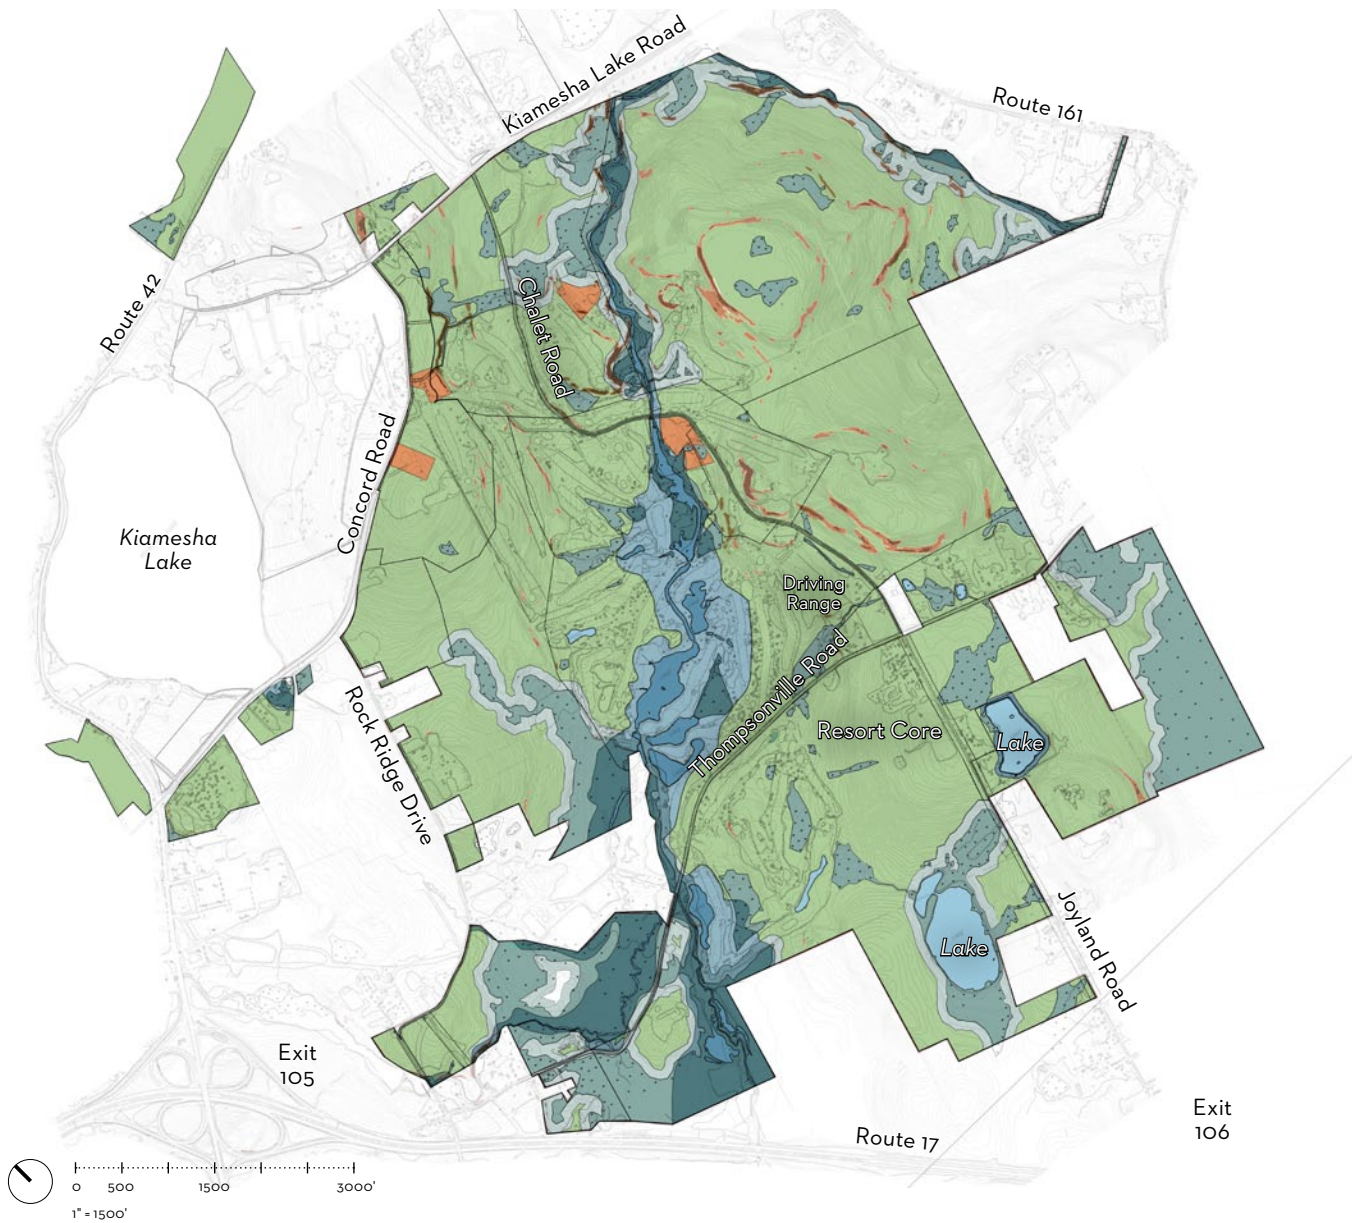 Kiamesha Lake Road
Route 161
Route 42
Chalet Road
Concord Road
Kiamesha
Lake
Driving
Range
Thompsonville Road
Rock Ridge Drive
Resort Core
Lake
Lake
Joyland Road
Exit
105
Exit
106
Route 17
0 500 1500 3000'
1" = 1500'